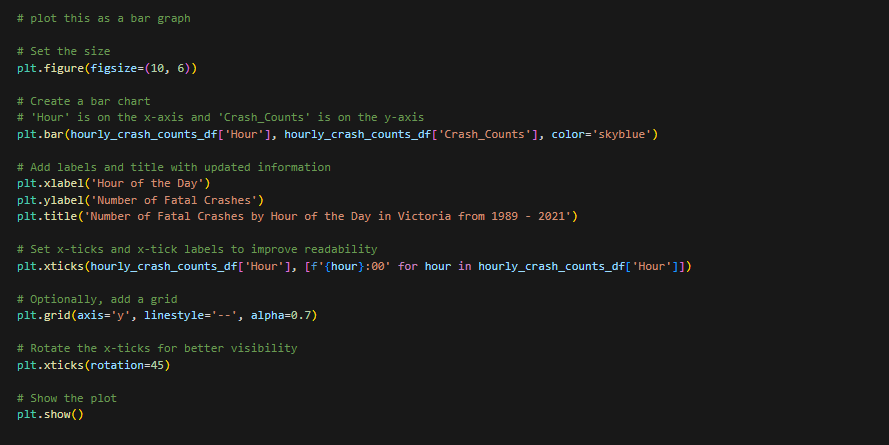 # plot this as a bar graph
# Set the size
plt.figure(figsize=(10, 6))
# Create a bar chart
# 'Hour' is on the x-axis and 'Crash_Counts' is on the y-axis
plt.bar(hourly_crash_counts_df['Hour'], hourly_crash_counts_df['Crash_Counts'], color='skyblue')
# Add labels and title with updated information
plt.xlabel('Hour of the Day')
plt.ylabel('Number of Fatal Crashes')
plt.title('Number of Fatal Crashes by Hour of the Day in Victoria from 1989 - 2021')
# Set x-ticks and x-tick labels to improve readability
plt.xticks(hourly_crash_counts_df['Hour'], [f'{hour}:00' for hour in hourly_crash_counts_df['Hour']])
# Optionally, add a grid
plt.grid(axis='y', linestyle='--', alpha=0.7)
# Rotate the x-ticks for better visibility
plt.xticks(rotation=45)
# Show the plot
plt.show()